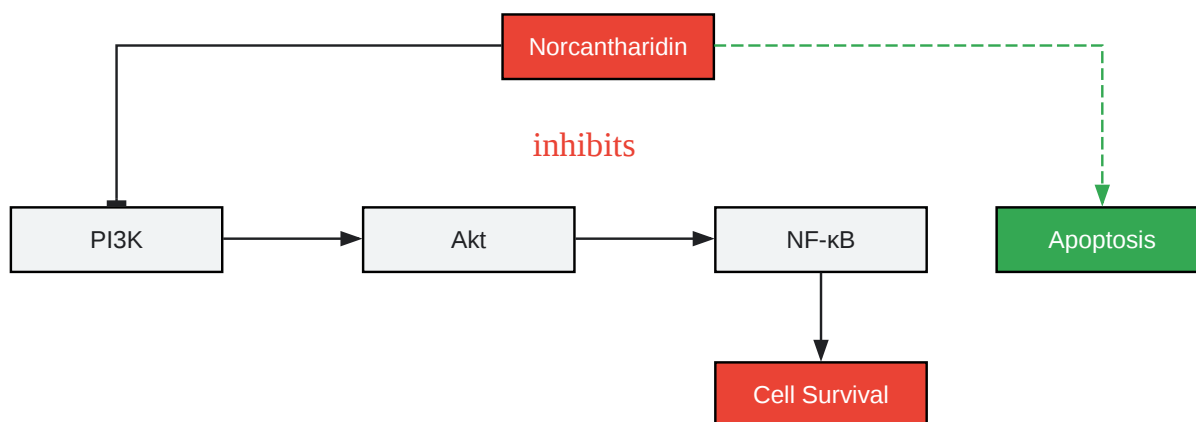 Norcantharidin
inhibits
PI3K
Akt
NF-κB
Apoptosis
Cell Survival